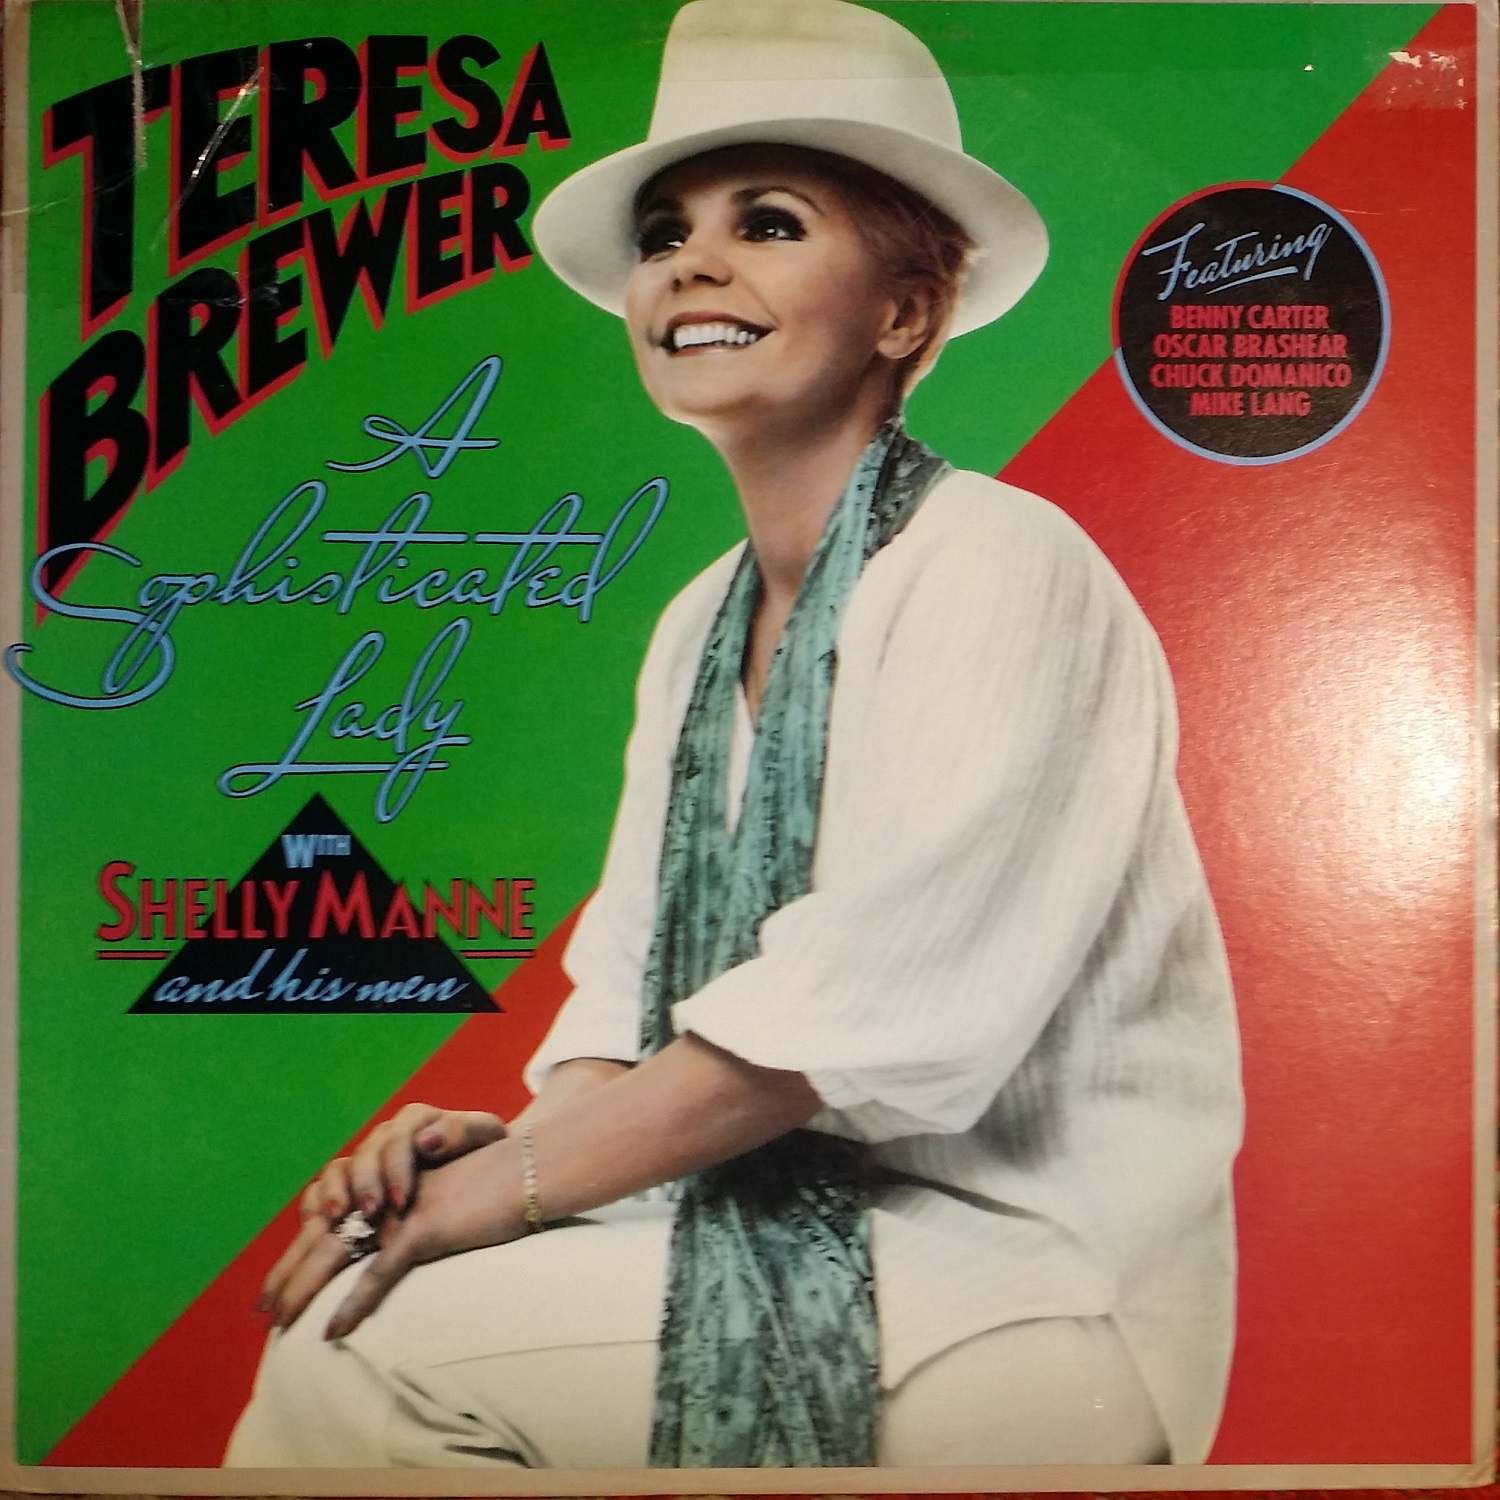 TERESA
BREWER
A
Sophisticated
Lady
WITH
SHELLY MANNE
and his men
Featuring
BENNY CARTER
OSCAR BRASHEAR
CHUCK DOMANICO
MIKE LANG